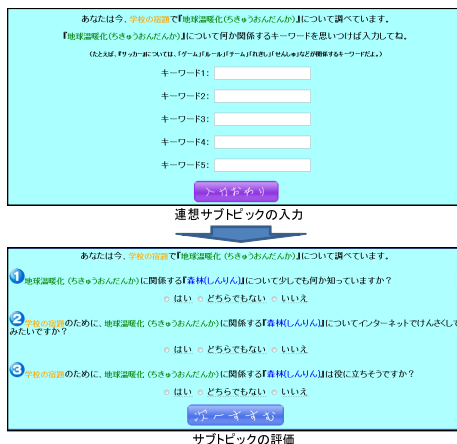 あなたは今、学校の宿題で『地球温暖化(ちきゅうおんだんか)』について調べています。
『地球温暖化(ちきゅうおんだんか)』について何か関係するキーワードを思いつけば入力してね。
(たとえば、『サッカー』については、「ゲーム」「ルール」「チーム」「れきし」「せんしゅ」などが関係するキーワードだよ。)
キーワード1:
キーワード2:
キーワード3:
キーワード4:
キーワード5:
入力おわり
連想サブトピックの入力
あなたは今、学校の宿題で『地球温暖化(ちきゅうおんだんか)』について調べています。
1地球温暖化(ちきゅうおんだんか)に関係する『森林(しんりん)』について少しでも何か知っていますか?
はい どちらでもない いいえ
2学校の宿題のために、地球温暖化(ちきゅうおんだんか)に関係する『森林(しんりん)』についてインターネットでけんさくして
みたいですか?
はい どちらでもない いいえ
3学校の宿題のために、地球温暖化(ちきゅうおんだんか)に関係する『森林(しんりん)』は役に立ちそうですか?
はい どちらでもない いいえ
次へすすむ
サブトピックの評価